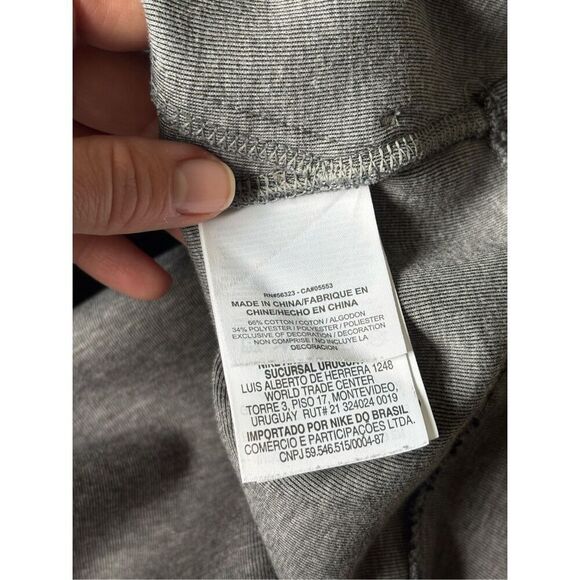 RN#56323 - CA#05553
MADE IN CHINA/FABRIQUE EN
CHINE/HECHO EN CHINA
66% COTTON / COTON / ALGODON
34% POLYESTER / POLYESTER / POLIESTER
EXCLUSIVE OF DECORATION / DECORATION
NON COMPRISE / NO INCLUYE LA
DECORACION
SUCURSAL URUGUA
LUIS ALBERTO DE HERRERA 1248
WORLD TRADE CENTER
TORRE 3, PISO 17, MONTEVIDEO,
URUGUAY RUT# 21 324024 0019
IMPORTADO POR NIKE DO BRASIL
COMÉRCIO E PARTICIPAÇÕES LTDA.
CNPJ 59.546.515/0004-87